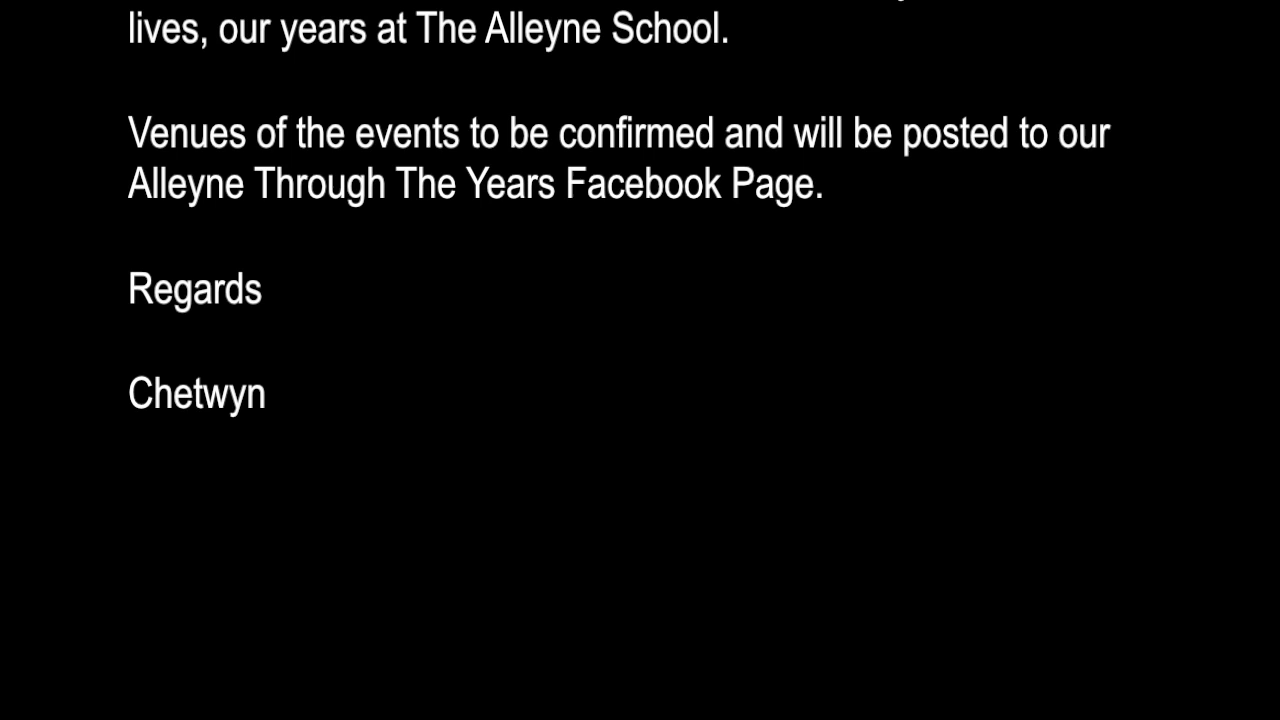 lives, our years at The Alleyne School.
Venues of the events to be confirmed and will be posted to our
Alleyne Through The Years Facebook Page.
Regards
Chetwyn